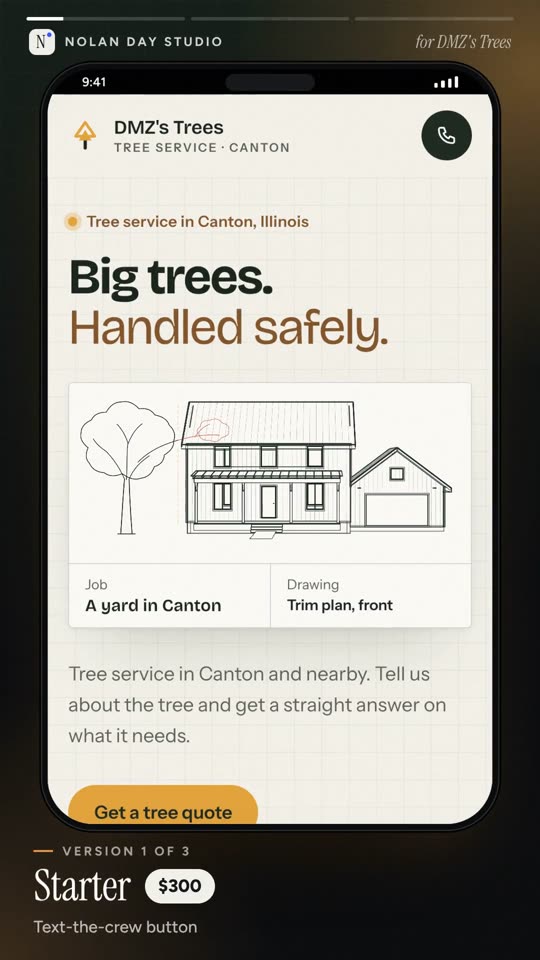 N
NOLAN DAY STUDIO
for DMZ's Trees
9:41
DMZ's Trees
TREE SERVICE · CANTON
Tree service in Canton, Illinois
Big trees.
Handled safely.
Job
A yard in Canton
Drawing
Trim plan, front
Tree service in Canton and nearby. Tell us
about the tree and get a straight answer on
what it needs.
Get a tree quote
VERSION 1 OF 3
Starter
$300
Text-the-crew button